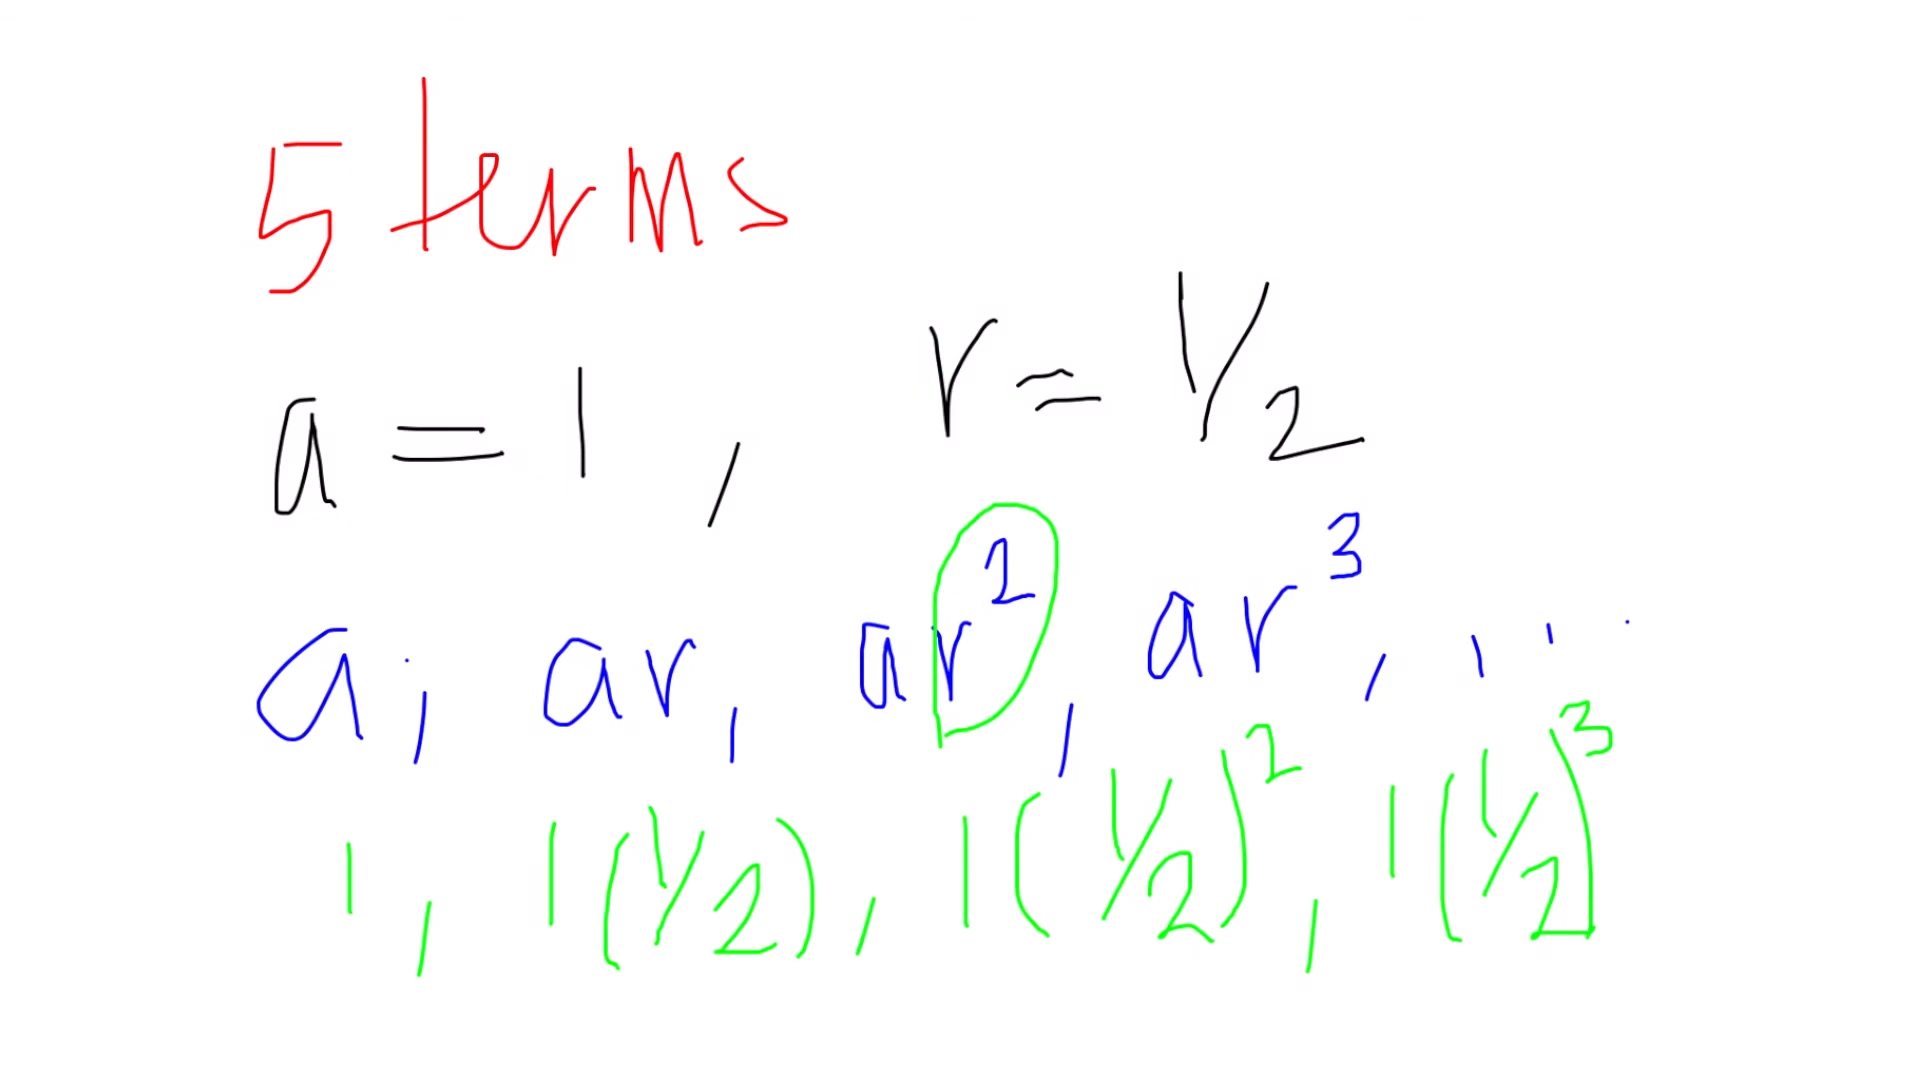 5 terms
a = 1, r = 1/2
a, ar, ar², ar³, ...
1, 1(1/2), 1(1/2)², 1(1/2)³